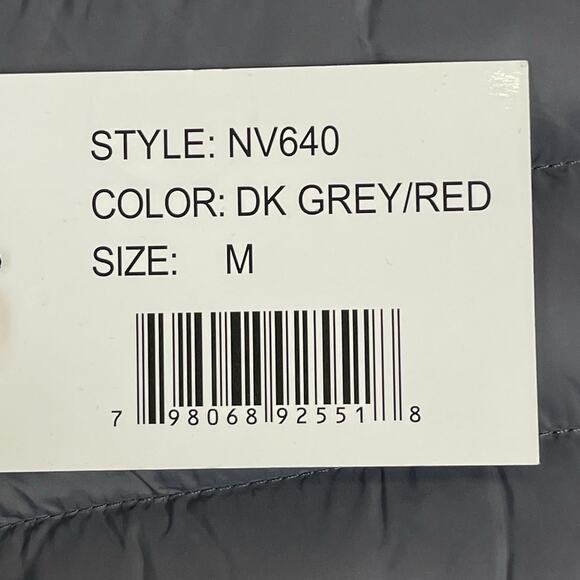 STYLE: NV640
COLOR: DK GREY/RED
SIZE: M
7 98068 92551 8